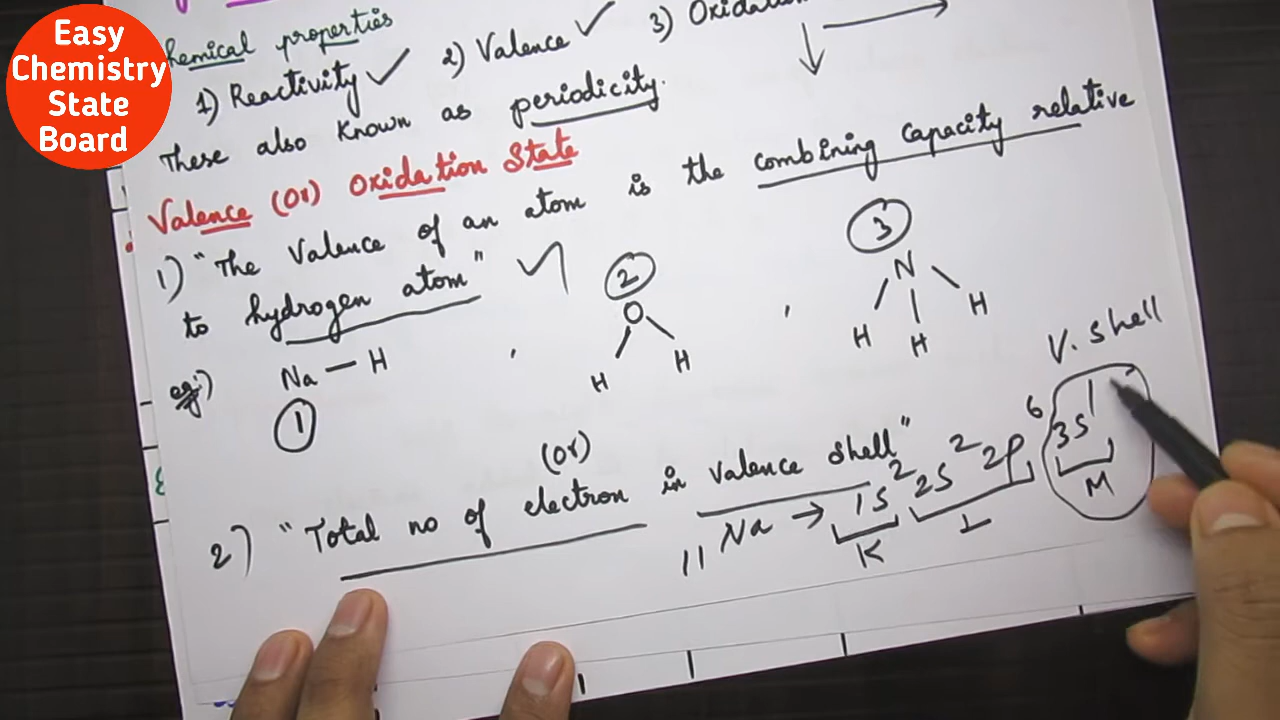 Easy
Chemistry
State
Board
hemical properties
1) Reactivity ✓ 2) Valence ✓ 3) Oxidation
These also known as periodicity.
Valence (Or) Oxidation State
1) "The Valence of an atom is the combining capacity relative
to hydrogen atom"
eg:) Na — H , O H H , N H H H
1 2 3
(or)
2) "Total no of electron in valence shell"
V. Shell
11 Na → 1s² 2s² 2p⁶ 3s¹
K L M